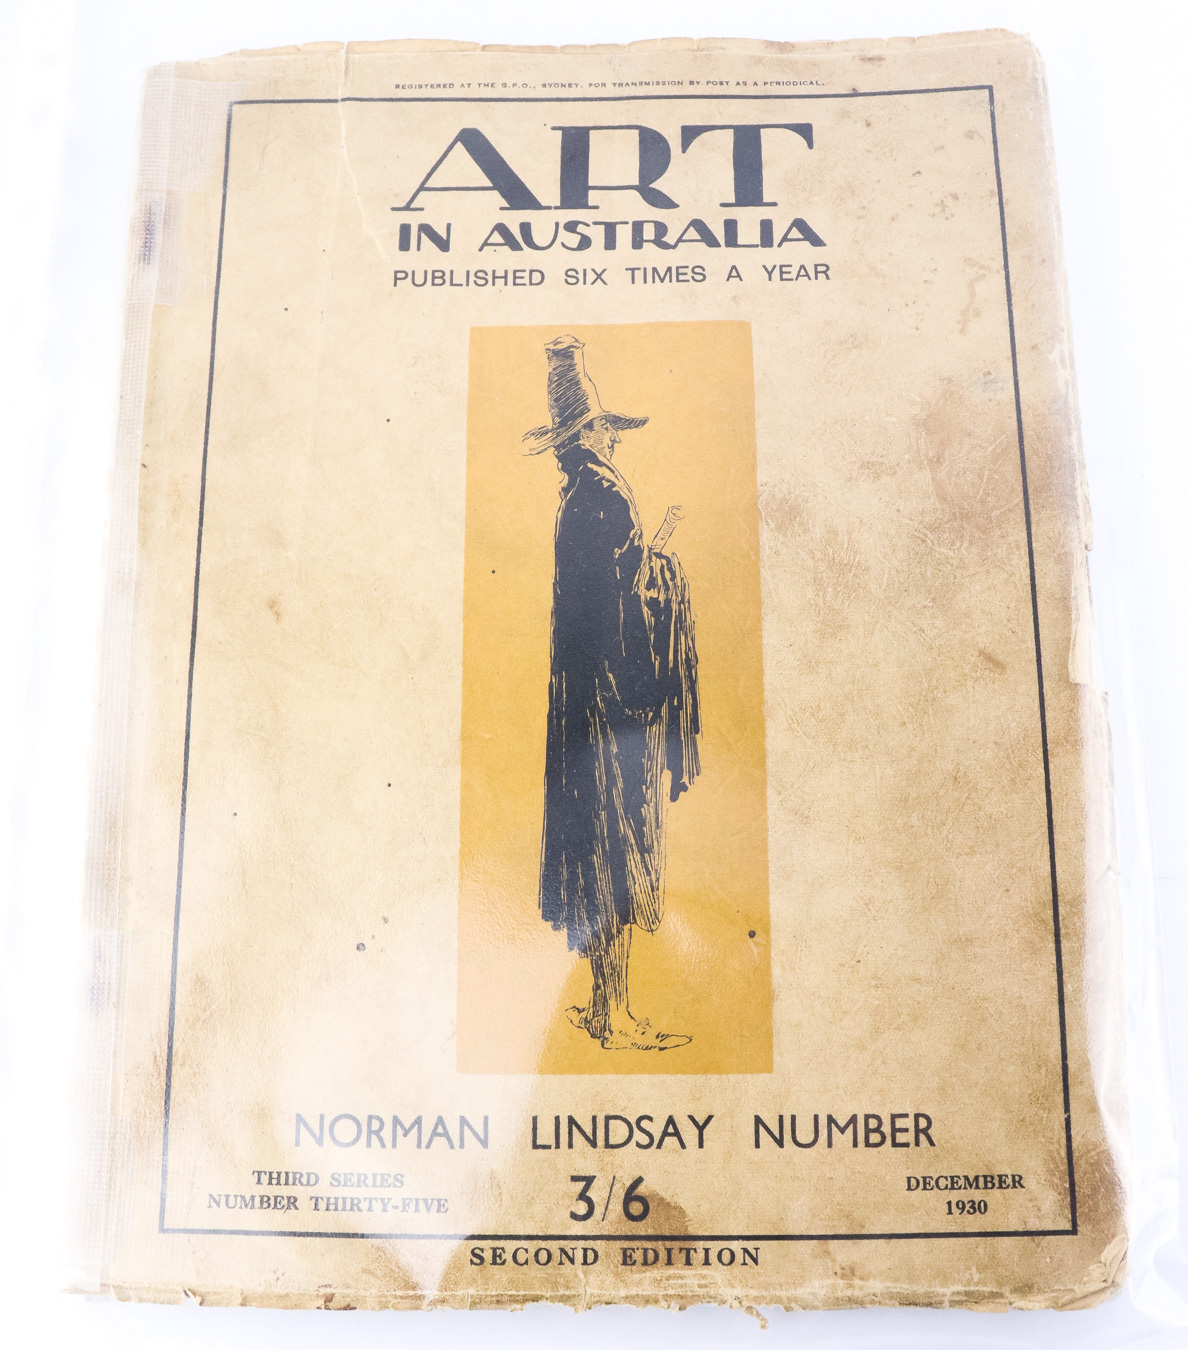 REGISTERED AT THE G.P.O., SYDNEY, FOR TRANSMISSION BY POST AS A PERIODICAL.
ART
IN AUSTRALIA
PUBLISHED SIX TIMES A YEAR
NORMAN LINDSAY NUMBER
THIRD SERIES
NUMBER THIRTY-FIVE
3/6
DECEMBER
1930
SECOND EDITION